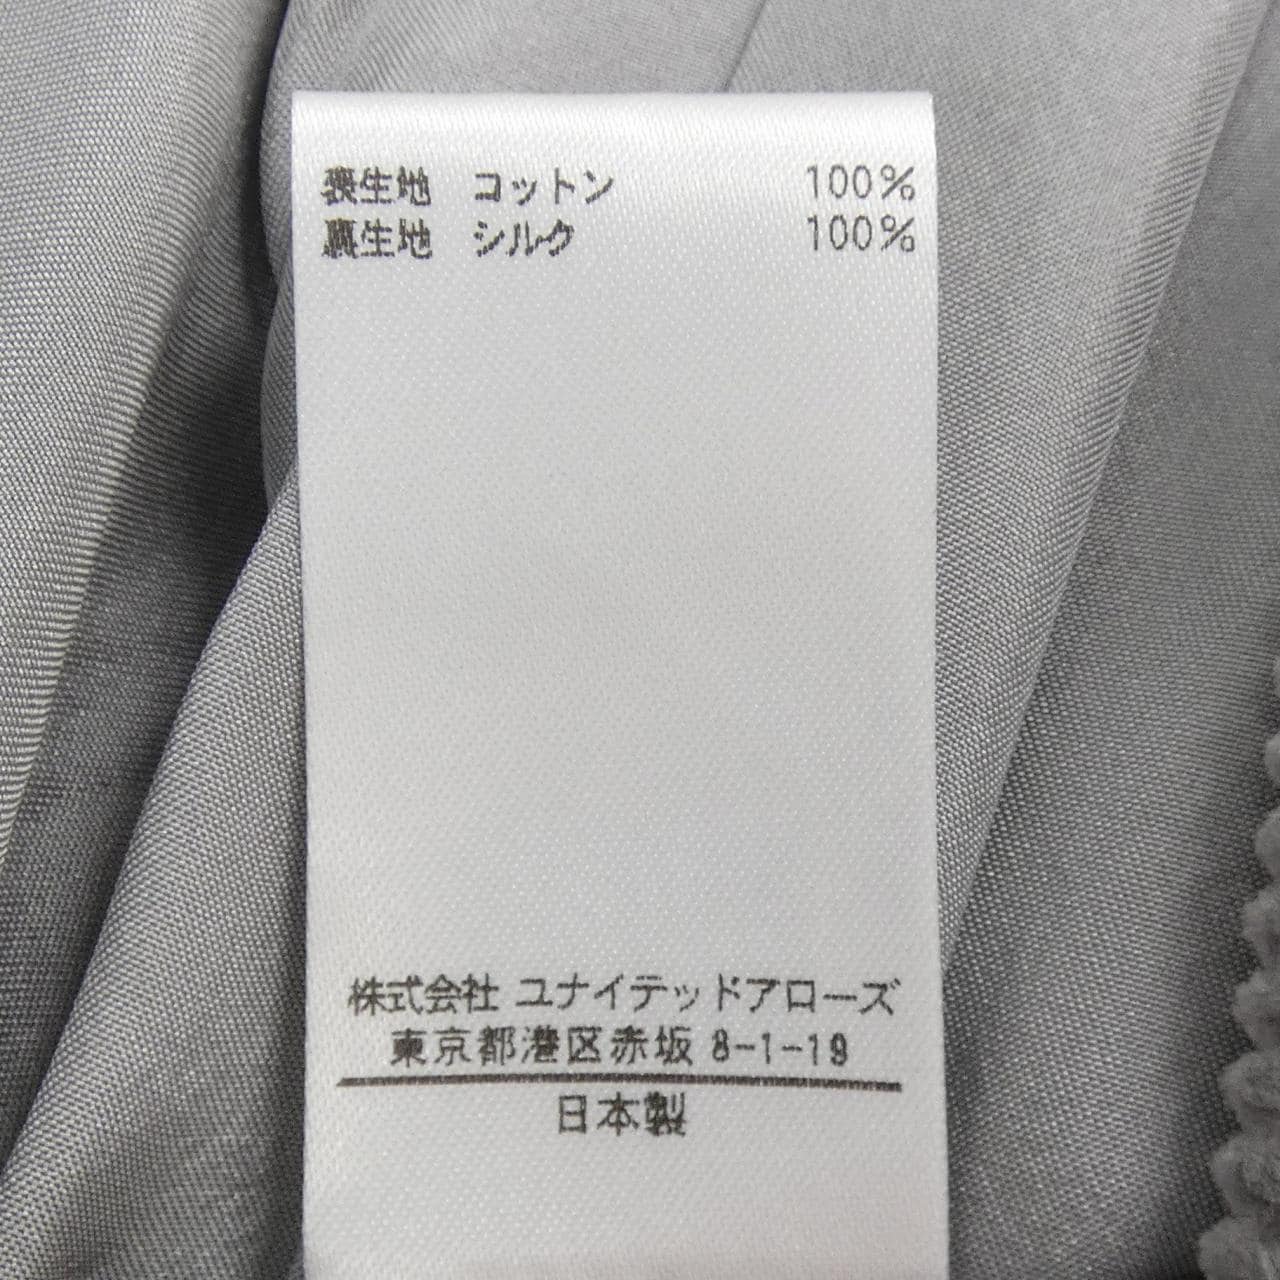 表生地 コットン 100%
裏生地 シルク 100%
株式会社 ユナイテッドアローズ
東京都港区赤坂 8-1-19
日本製